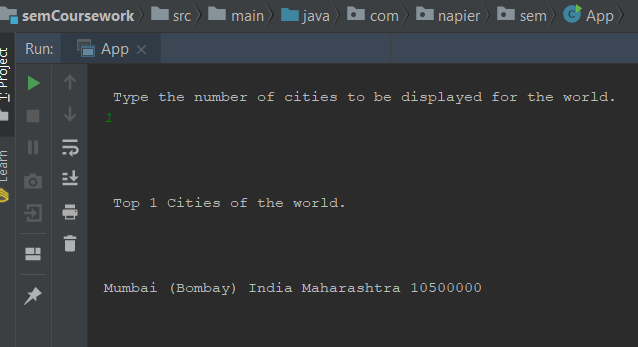 semCoursework src main java com napier sem App
Run: App
1: Project
Learn
Type the number of cities to be displayed for the world.
1
Top 1 Cities of the world.
Mumbai (Bombay) India Maharashtra 10500000